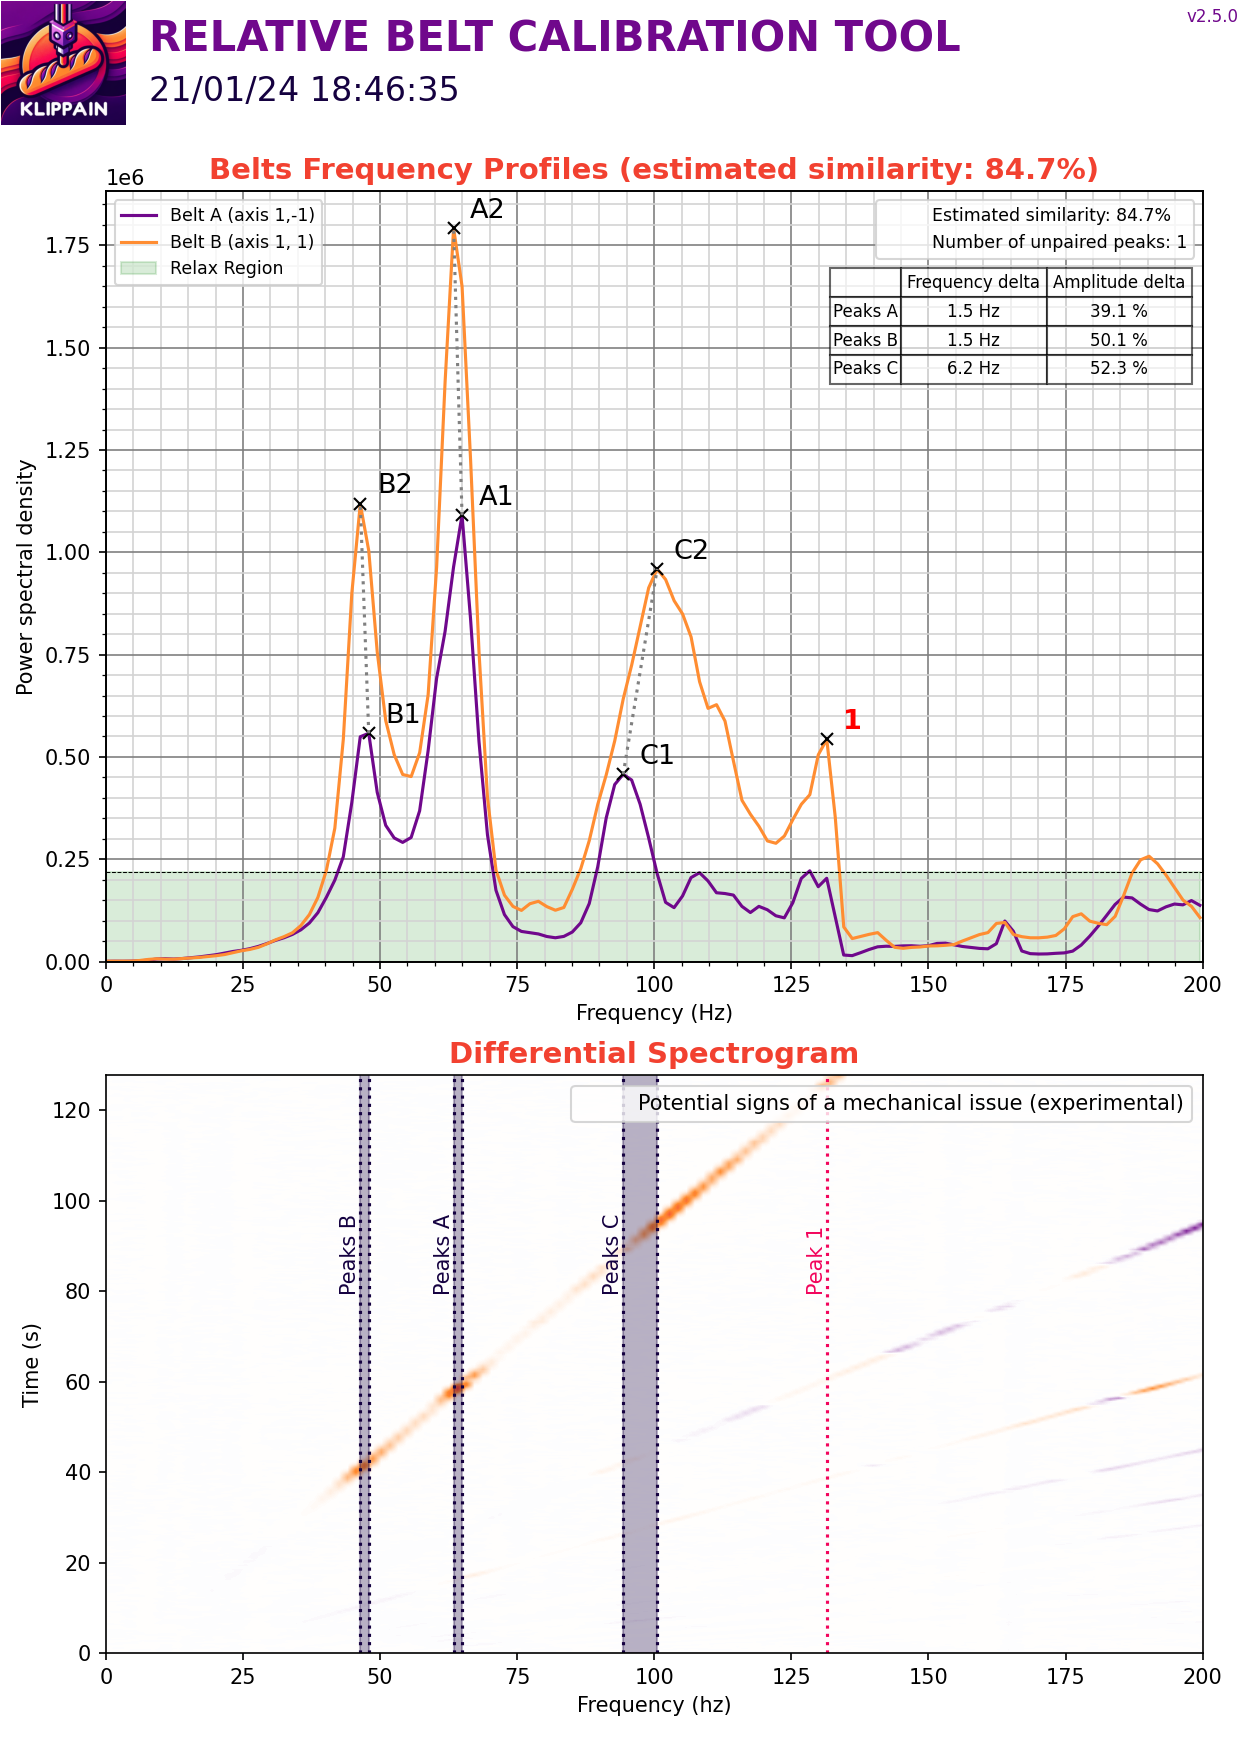 KLIPPAIN
RELATIVE BELT CALIBRATION TOOL
v2.5.0
21/01/24 18:46:35
Belts Frequency Profiles (estimated similarity: 84.7%)
1e6
Belt A (axis 1,-1)
Belt B (axis 1, 1)
Relax Region
Estimated similarity: 84.7%
Number of unpaired peaks: 1
Frequency delta Amplitude delta
Peaks A 1.5 Hz 39.1 %
Peaks B 1.5 Hz 50.1 %
Peaks C 6.2 Hz 52.3 %
A2
B2
A1
C2
B1
1
C1
Power spectral density
1.75
1.50
1.25
1.00
0.75
0.50
0.25
0.00
0 25 50 75 100 125 150 175 200
Frequency (Hz)
Differential Spectrogram
Potential signs of a mechanical issue (experimental)
Peaks B
Peaks A
Peaks C
Peak 1
Time (s)
120
100
80
60
40
20
0
0 25 50 75 100 125 150 175 200
Frequency (hz)